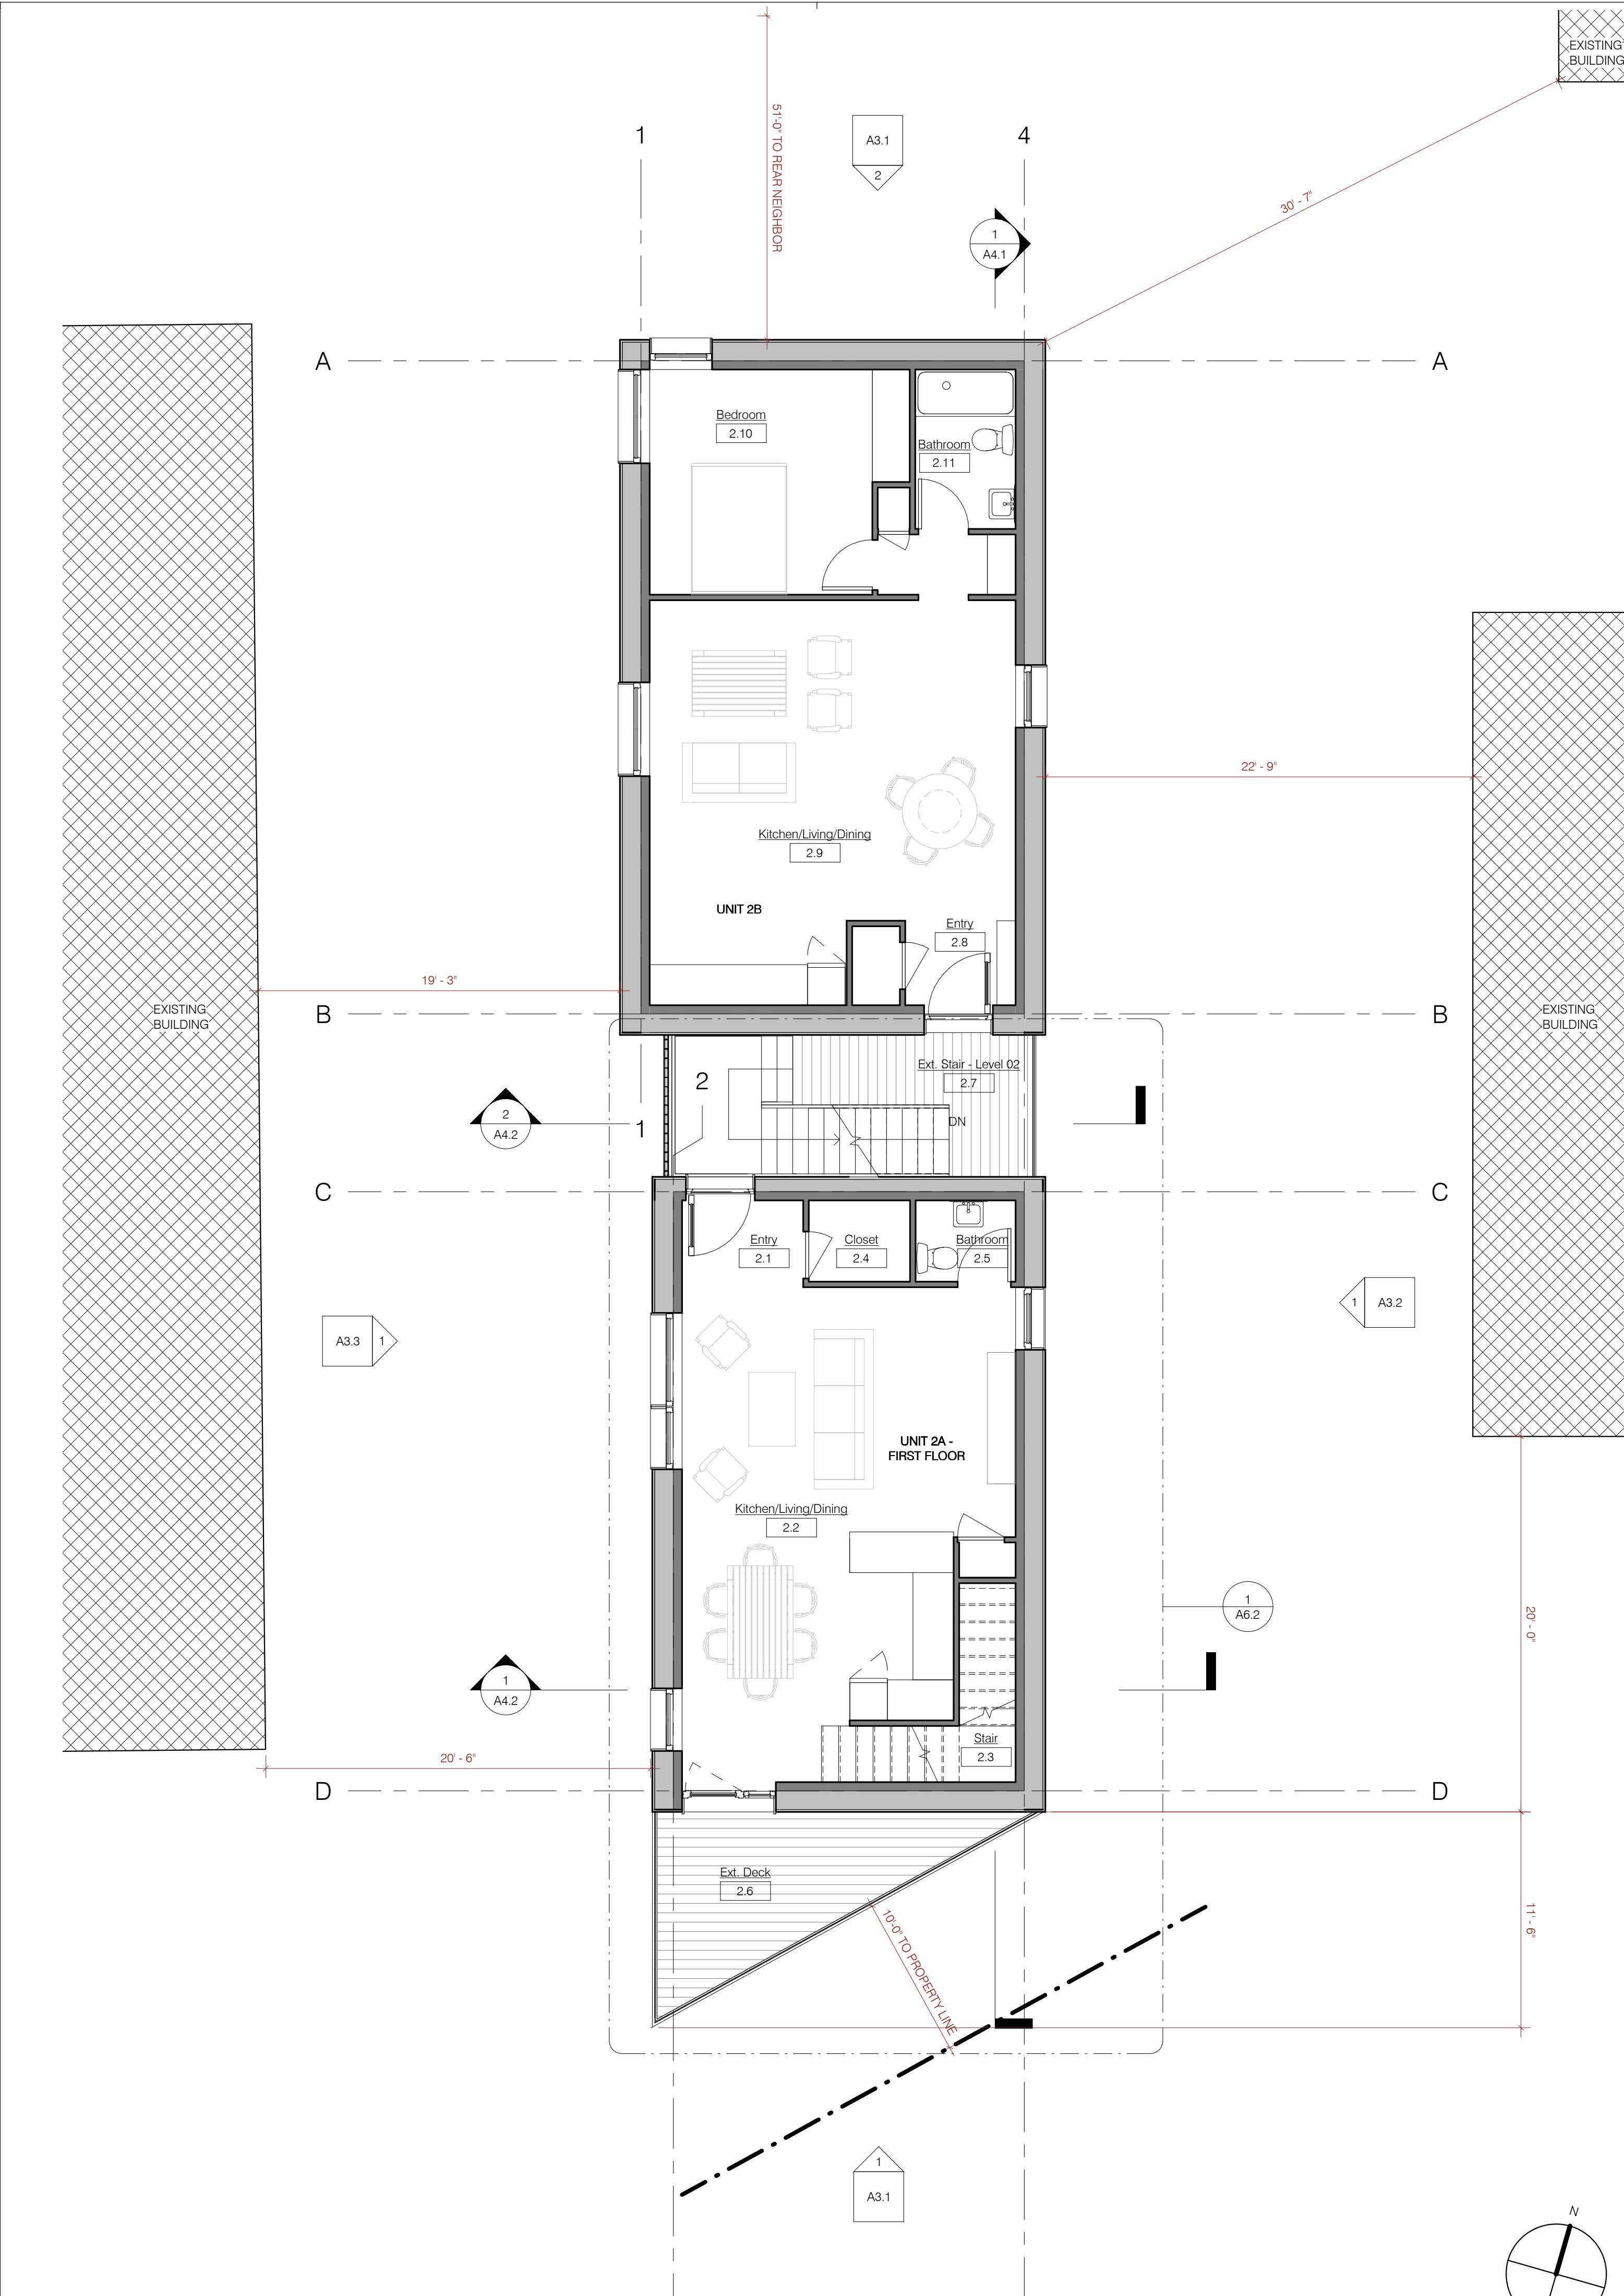 EXISTING
BUILDING
51'-0" TO REAR NEIGHBOR
1
4
A3.1
2
30' - 7"
1
A4.1
A
A
Bedroom
2.10
Bathroom
2.11
22' - 9"
Kitchen/Living/Dining
2.9
UNIT 2B
Entry
2.8
19' - 3"
EXISTING
BUILDING
EXISTING
BUILDING
B
B
Ext. Stair - Level 02
2.7
2
DN
2
A4.2
1
C
C
Entry
2.1
Closet
2.4
Bathroom
2.5
1
A3.2
A3.3
1
UNIT 2A -
FIRST FLOOR
Kitchen/Living/Dining
2.2
1
A6.2
20' - 0"
1
A4.2
Stair
2.3
20' - 6"
D
D
Ext. Deck
2.6
10'-0" TO PROPERTY LINE
11' - 6"
1
A3.1
N